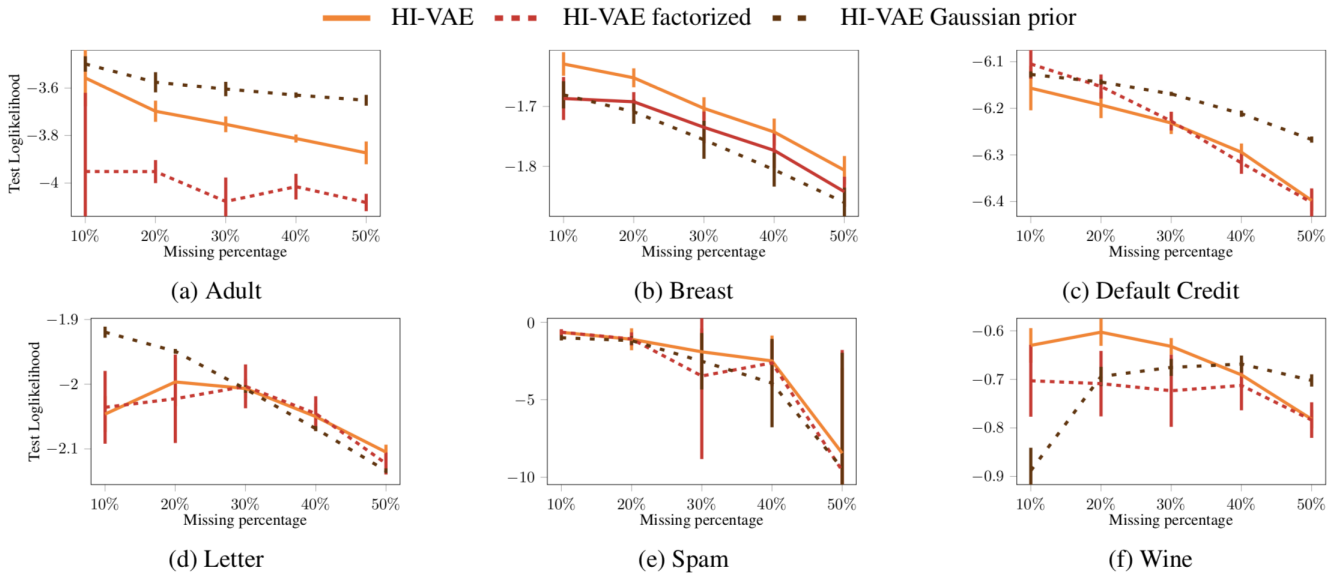 HI-VAE HI-VAE factorized HI-VAE Gaussian prior
Test Loglikelihood
−3.6
−3.8
−4
10% 20% 30% 40% 50%
Missing percentage
(a) Adult
−1.7
−1.8
10% 20% 30% 40% 50%
Missing percentage
(b) Breast
−6.1
−6.2
−6.3
−6.4
10% 20% 30% 40% 50%
Missing percentage
(c) Default Credit
Test Loglikelihood
−1.9
−2
−2.1
10% 20% 30% 40% 50%
Missing percentage
(d) Letter
0
−5
−10
10% 20% 30% 40% 50%
Missing percentage
(e) Spam
−0.6
−0.7
−0.8
−0.9
10% 20% 30% 40% 50%
Missing percentage
(f) Wine